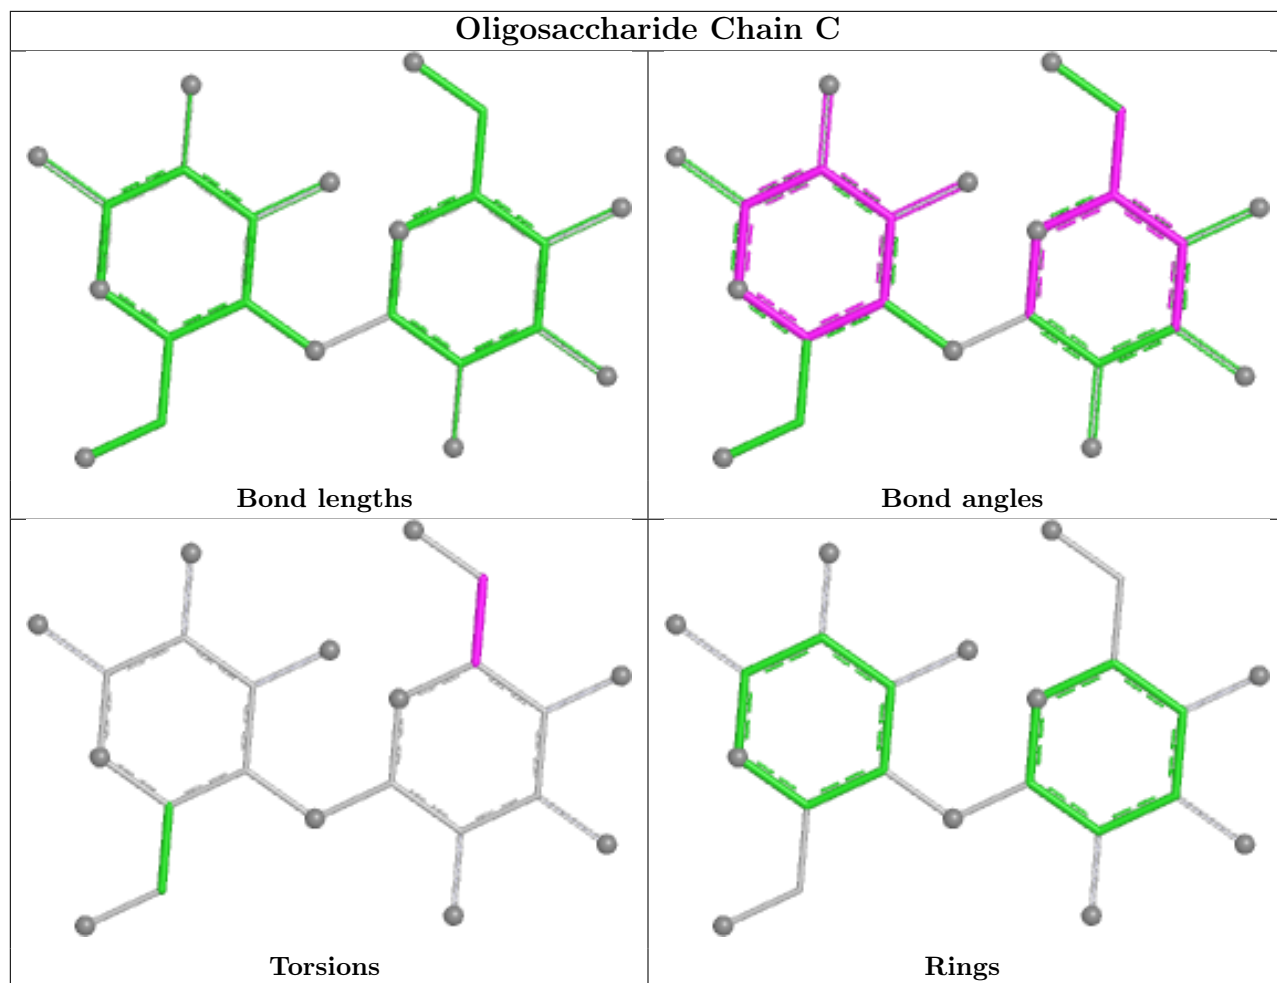 Oligosaccharide Chain C
Bond lengths
Bond angles
Torsions
Rings